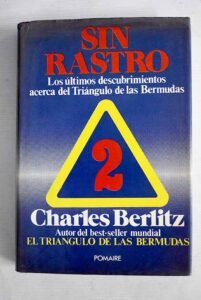 SIN
RASTRO
Los últimos descubrimientos
acerca del Triángulo de las Bermudas
2
Charles Berlitz
Autor del best-seller mundial
EL TRIANGULO DE LAS BERMUDAS
POMAIRE